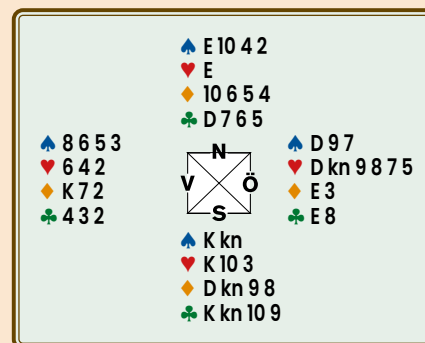 ♠ E 10 4 2
♥ E
♦ 10 6 5 4
♣ D 7 6 5
♠ 8 6 5 3
♥ 6 4 2
♦ K 7 2
♣ 4 3 2
N
V Ö
S
♠ D 9 7
♥ D kn 9 8 7 5
♦ E 3
♣ E 8
♠ K kn
♥ K 10 3
♦ D kn 9 8
♣ K kn 10 9